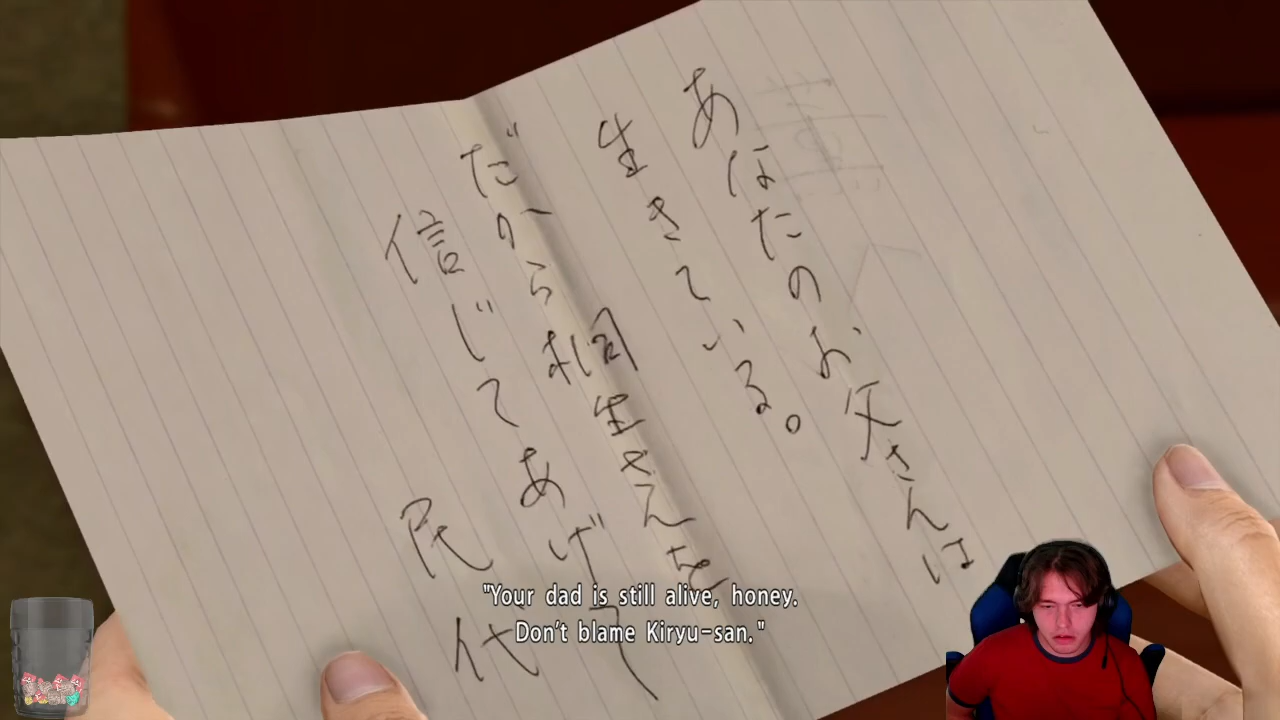 あなたのお父さんは
生きている。
だから桐生さんを
信じてあげて
民代
"Your dad is still alive, honey.
Don't blame Kiryu-san."